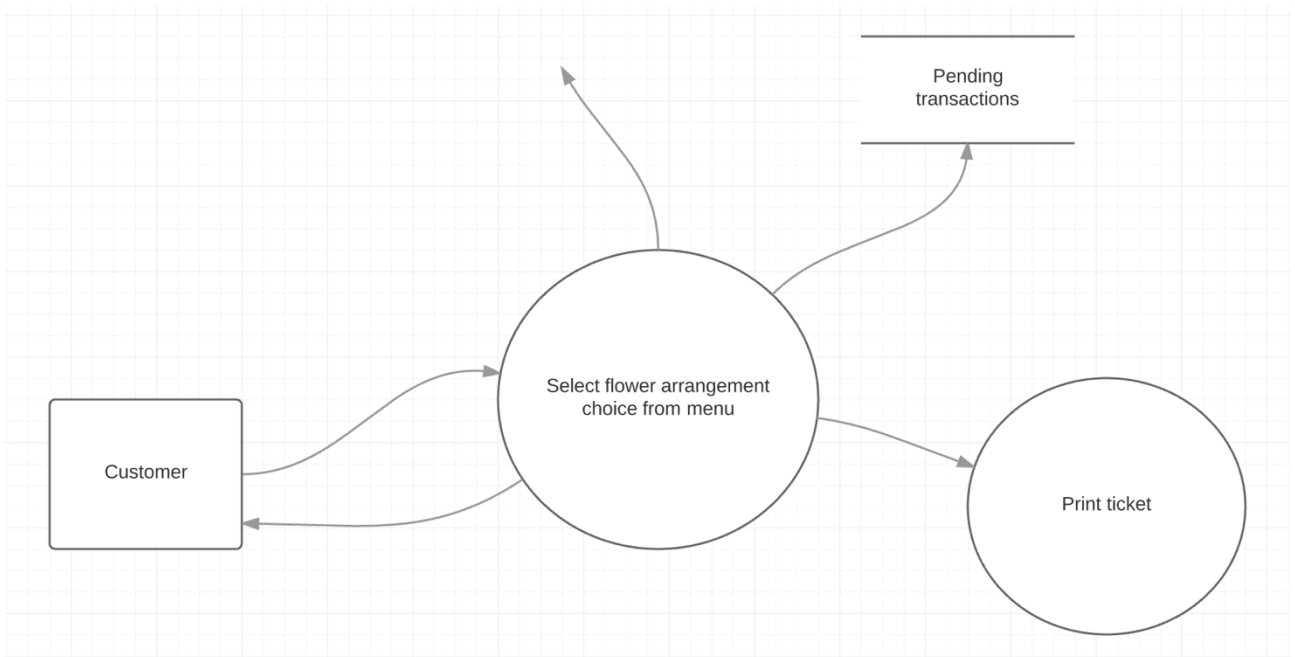 Pending
transactions
Select flower arrangement
choice from menu
Customer
Print ticket